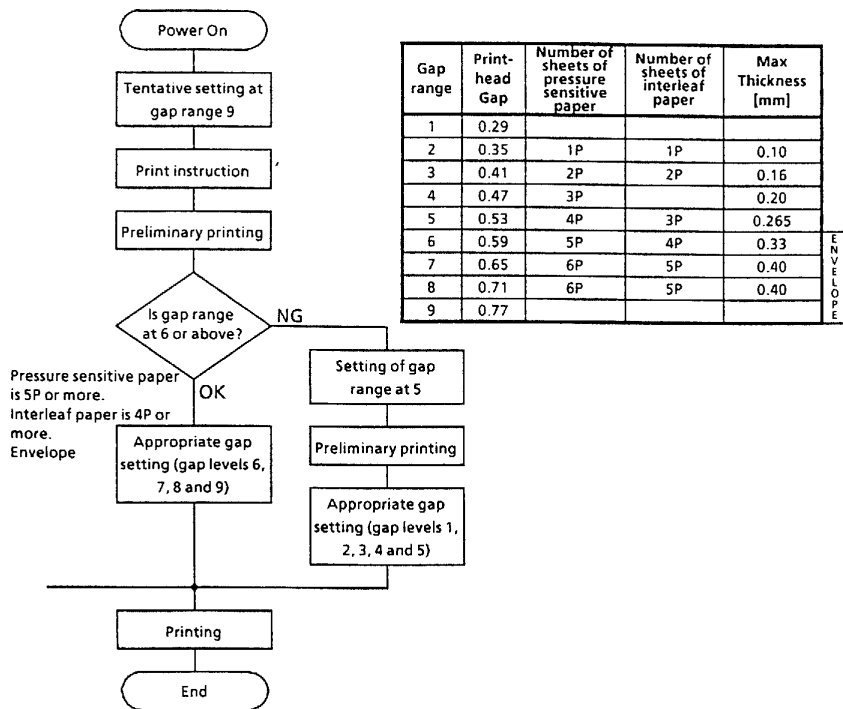 Power On
Tentative setting at
gap range 9
Print instruction
Preliminary printing
Is gap range
at 6 or above?
NG
OK
Pressure sensitive paper
is 5P or more.
Interleaf paper is 4P or
more.
Envelope
Appropriate gap
setting (gap levels 6,
7, 8 and 9)
Setting of gap
range at 5
Preliminary printing
Appropriate gap
setting (gap levels 1,
2, 3, 4 and 5)
Printing
End
Gap range Print-head Gap Number of sheets of pressure sensitive paper Number of sheets of interleaf paper Max Thickness [mm]
1 0.29
2 0.35 1P 1P 0.10
3 0.41 2P 2P 0.16
4 0.47 3P 0.20
5 0.53 4P 3P 0.265
6 0.59 5P 4P 0.33
7 0.65 6P 5P 0.40
8 0.71 6P 5P 0.40
9 0.77
ENVELOPE